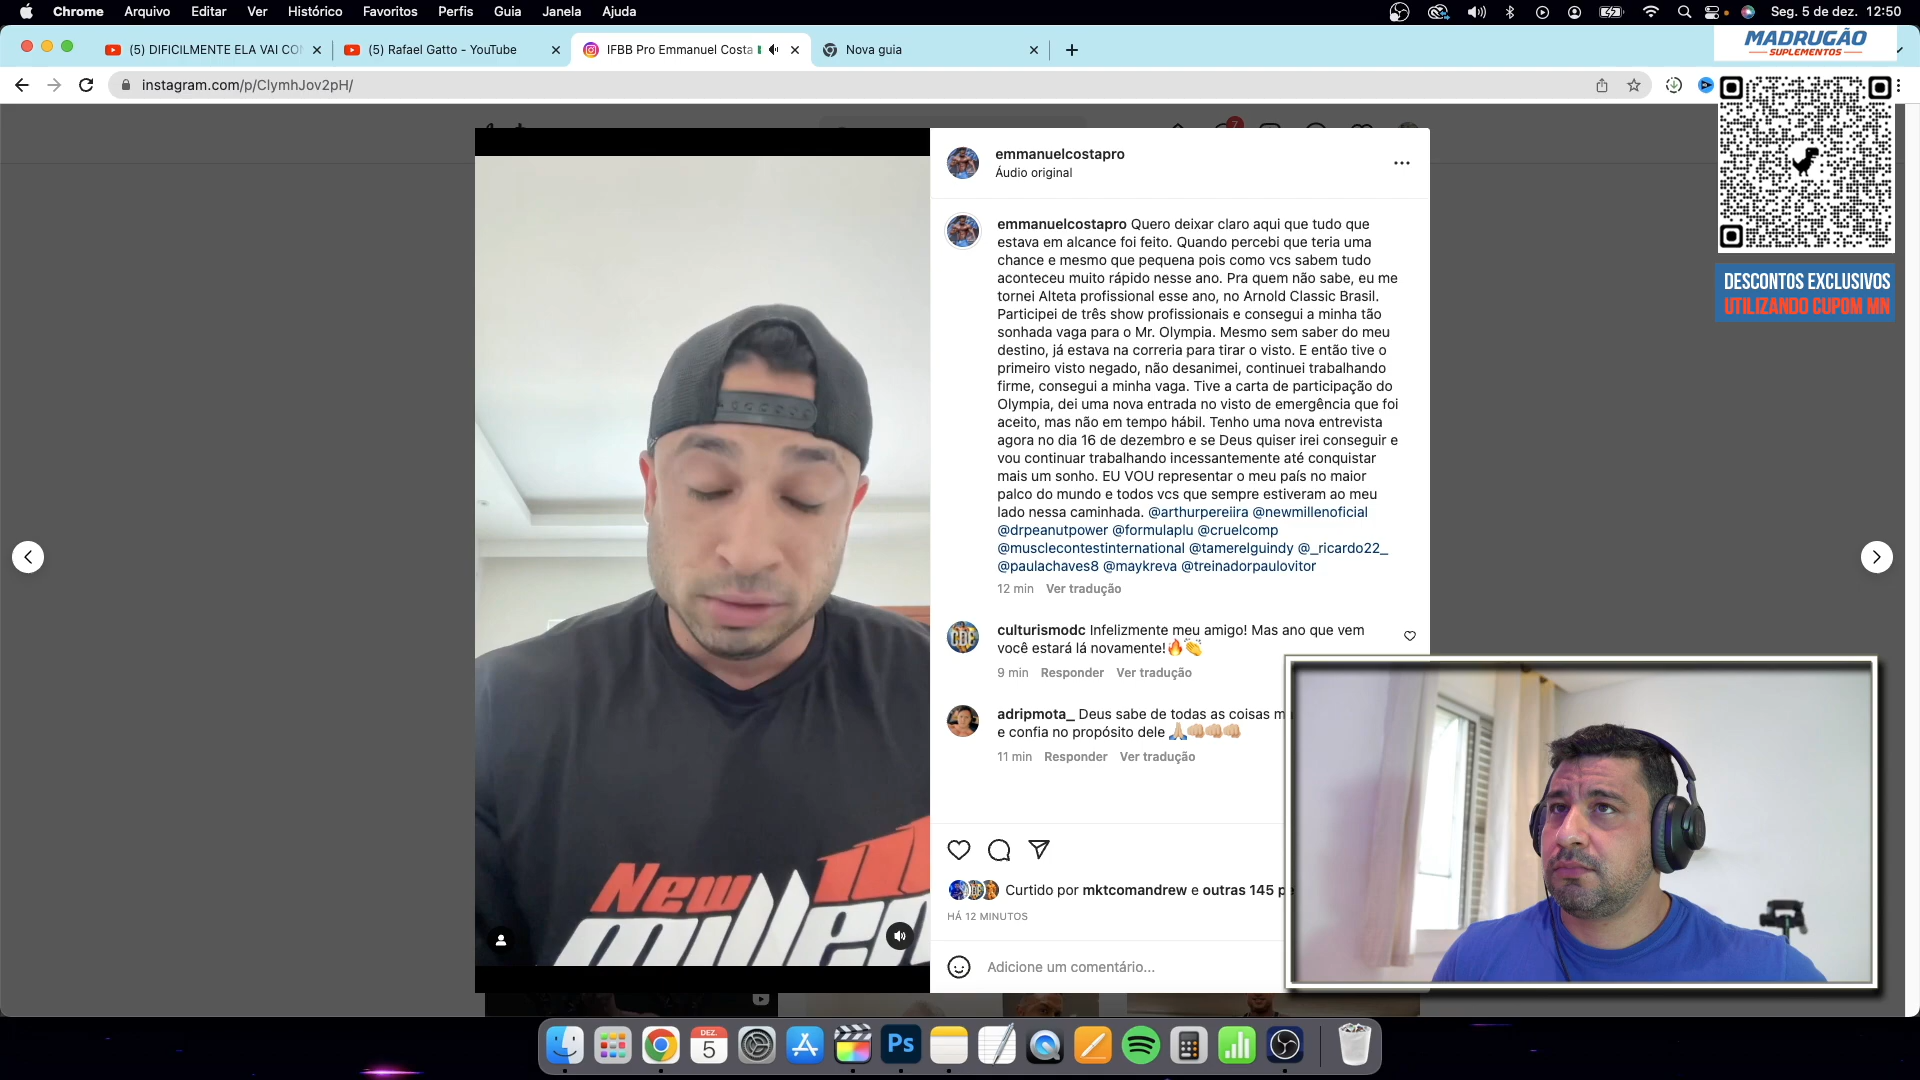 Chrome Arquivo Editar Ver Histórico Favoritos Perfis Guia Janela Ajuda
Seg. 5 de dez. 12:50
(5) DIFICILMENTE ELA VAI CO
(5) Rafael Gatto - YouTube
IFBB Pro Emmanuel Costa
Nova guia
MADRUGÃO
SUPLEMENTOS
instagram.com/p/ClymhJov2pH/
7
emmanuelcostapro
Áudio original
emmanuelcostapro Quero deixar claro aqui que tudo que
estava em alcance foi feito. Quando percebi que teria uma
chance e mesmo que pequena pois como vcs sabem tudo
aconteceu muito rápido nesse ano. Pra quem não sabe, eu me
tornei Alteta profissional esse ano, no Arnold Classic Brasil.
Participei de três show profissionais e consegui a minha tão
sonhada vaga para o Mr. Olympia. Mesmo sem saber do meu
destino, já estava na correria para tirar o visto. E então tive o
primeiro visto negado, não desanimei, continuei trabalhando
firme, consegui a minha vaga. Tive a carta de participação do
Olympia, dei uma nova entrada no visto de emergência que foi
aceito, mas não em tempo hábil. Tenho uma nova entrevista
agora no dia 16 de dezembro e se Deus quiser irei conseguir e
vou continuar trabalhando incessantemente até conquistar
mais um sonho. EU VOU representar o meu país no maior
palco do mundo e todos vcs que sempre estiveram ao meu
lado nessa caminhada. @arthurpereiira @newmillenoficial
@drpeanutpower @formulaplu @cruelcomp
@musclecontestinternational @tamerelguindy @_ricardo22_
@paulachaves8 @maykreva @treinadorpaulovitor
12 min Ver tradução
culturismodc Infelizmente meu amigo! Mas ano que vem
você estará lá novamente!🔥👏
9 min Responder Ver tradução
adripmota_ Deus sabe de todas as coisas
e confia no propósito dele 🙏🏼👊🏼👊🏼👊🏼
11 min Responder Ver tradução
Curtido por mktcomandrew e outras 145
HÁ 12 MINUTOS
Adicione um comentário...
DESCONTOS EXCLUSIVOS
UTILIZANDO CUPOM MN
New
millen
DEZ.
5
Ps